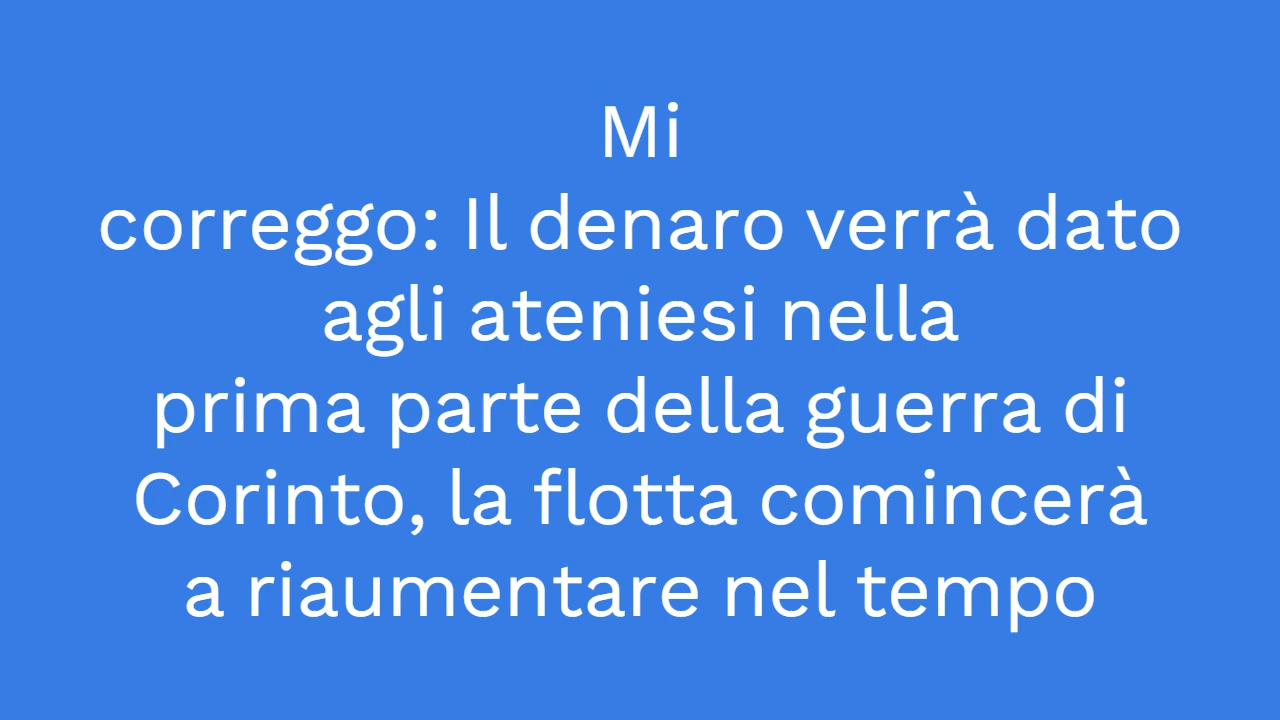 Mi
correggo: Il denaro verrà dato
agli ateniesi nella
prima parte della guerra di
Corinto, la flotta comincerà
a riaumentare nel tempo